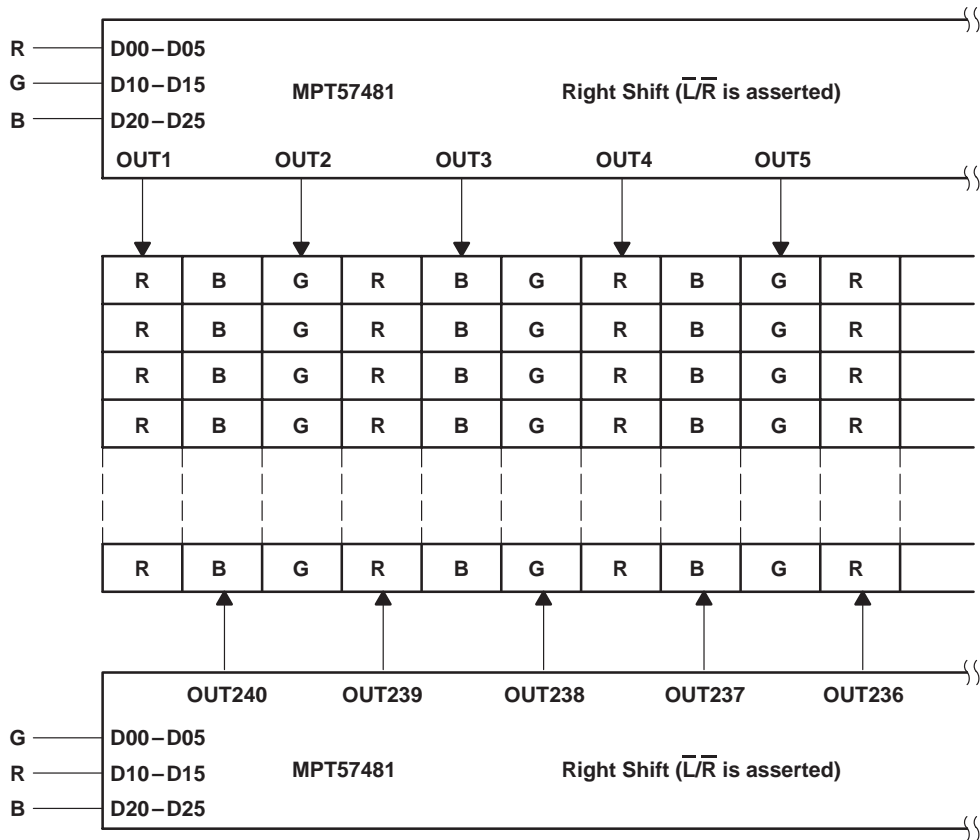 R D00–D05
G D10–D15 MPT57481 Right Shift (L̅/R̅ is asserted)
B D20–D25
OUT1 OUT2 OUT3 OUT4 OUT5
R B G R B G R B G R
R B G R B G R B G R
R B G R B G R B G R
R B G R B G R B G R
R B G R B G R B G R
OUT240 OUT239 OUT238 OUT237 OUT236
G D00–D05
R D10–D15 MPT57481 Right Shift (L̅/R̅ is asserted)
B D20–D25